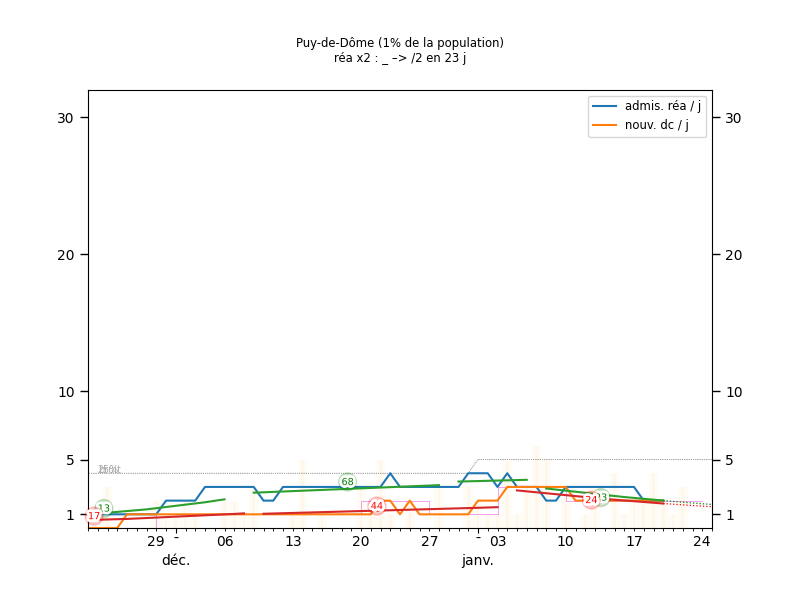 Puy-de-Dôme (1% de la population)
réa x2 : _ –> /2 en 23 j
admis. réa / j
nouv. dc / j
30
30
20
20
10
10
5
5
1
1
13
17
68
44
24
29 - 06 13 20 27 - 03 10 17 24
déc. janv.